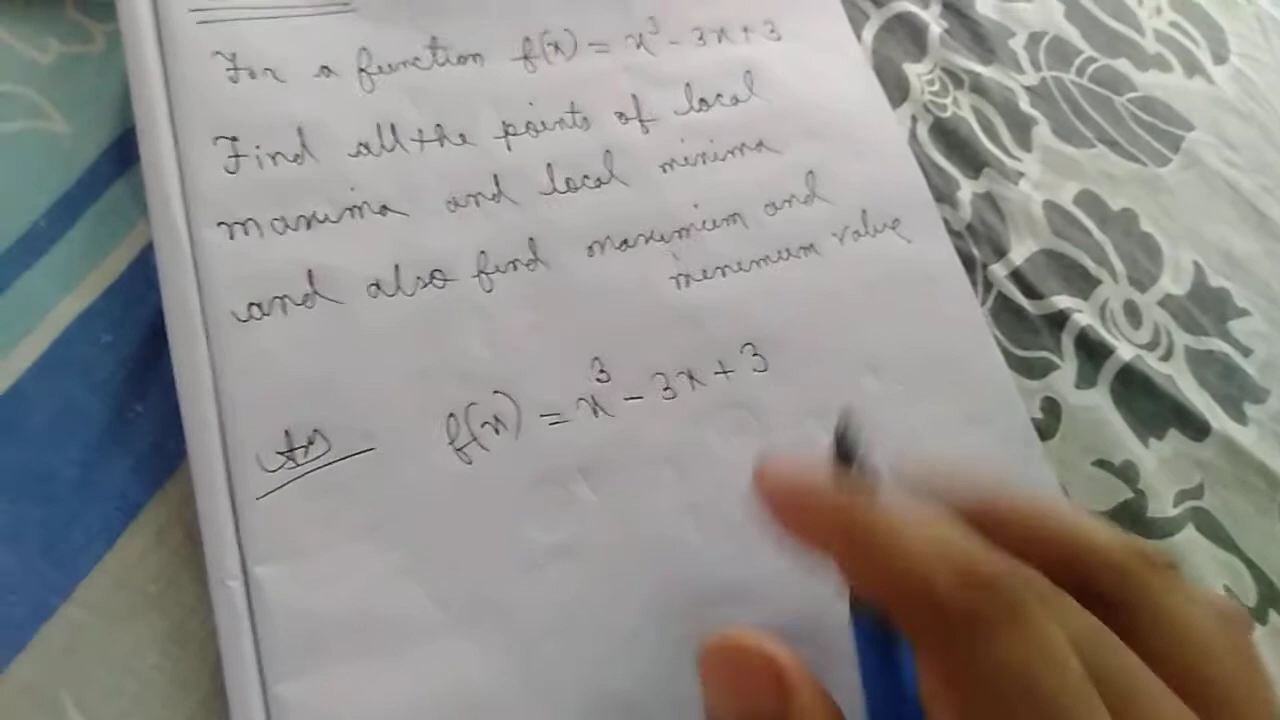 For a function f(x) = x³ - 3x + 3
Find all the points of local
maxima and local minima
and also find maximum and
minimum value
Ans f(x) = x³ - 3x + 3